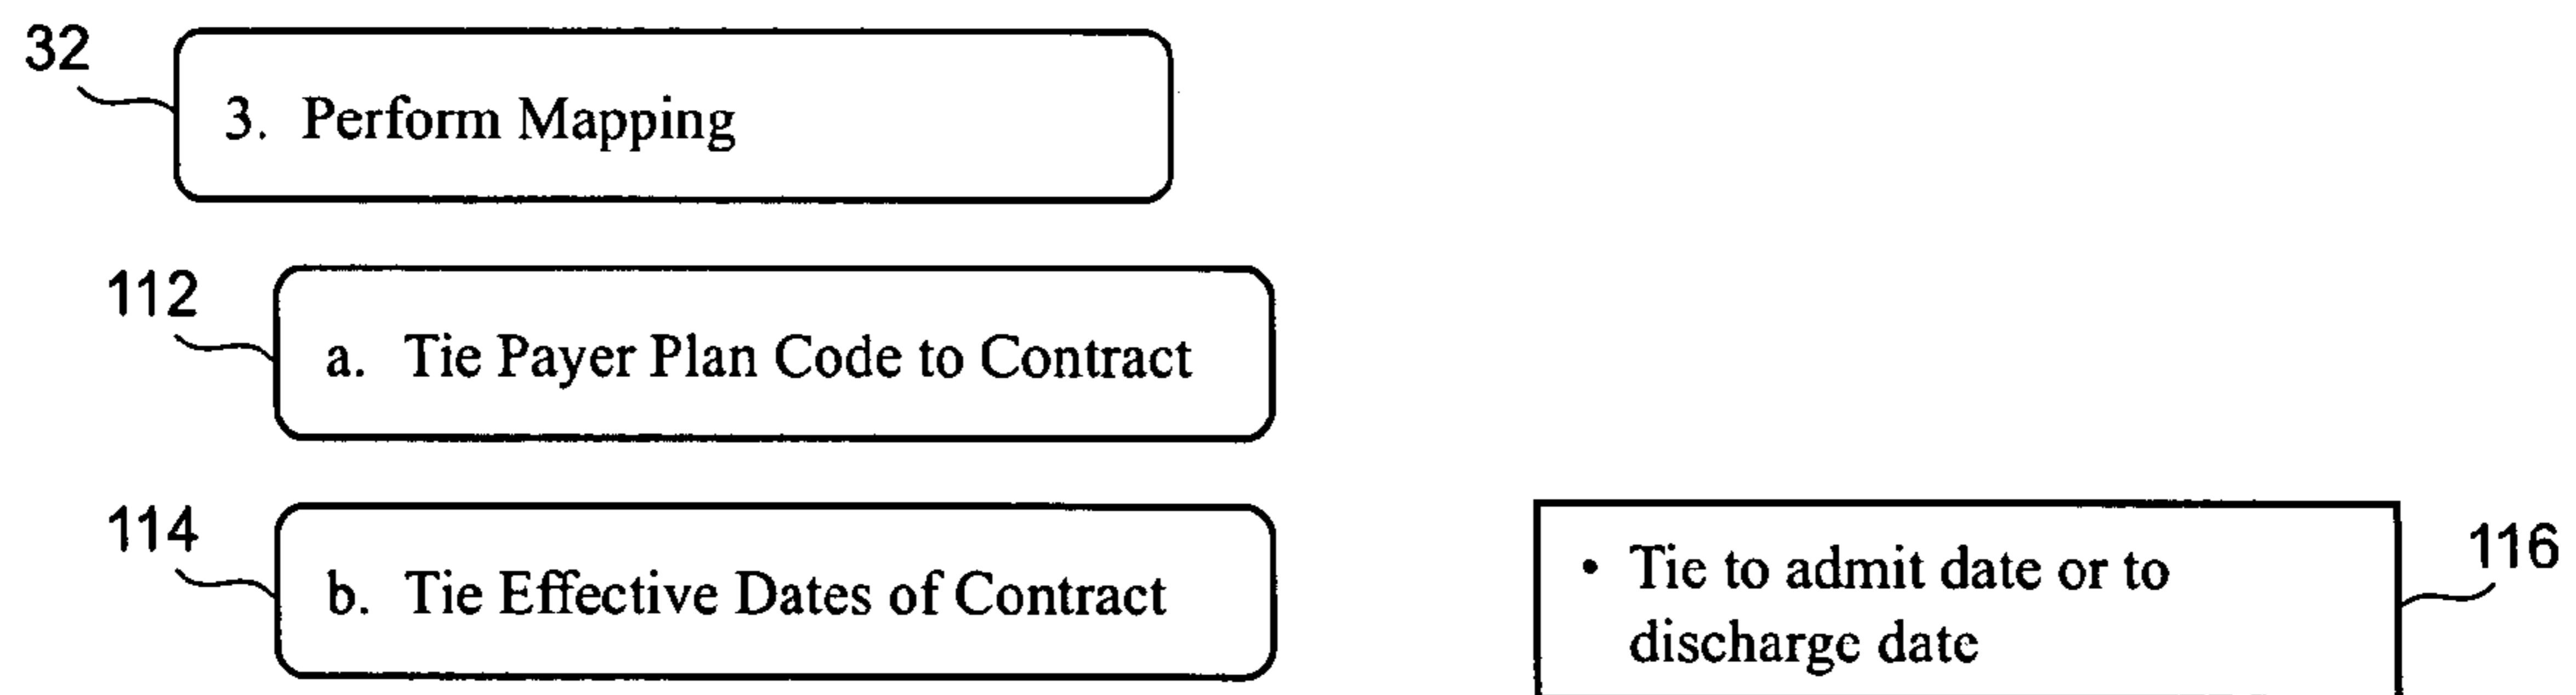 32
3. Perform Mapping
112
a. Tie Payer Plan Code to Contract
114
b. Tie Effective Dates of Contract
• Tie to admit date or to
discharge date
116